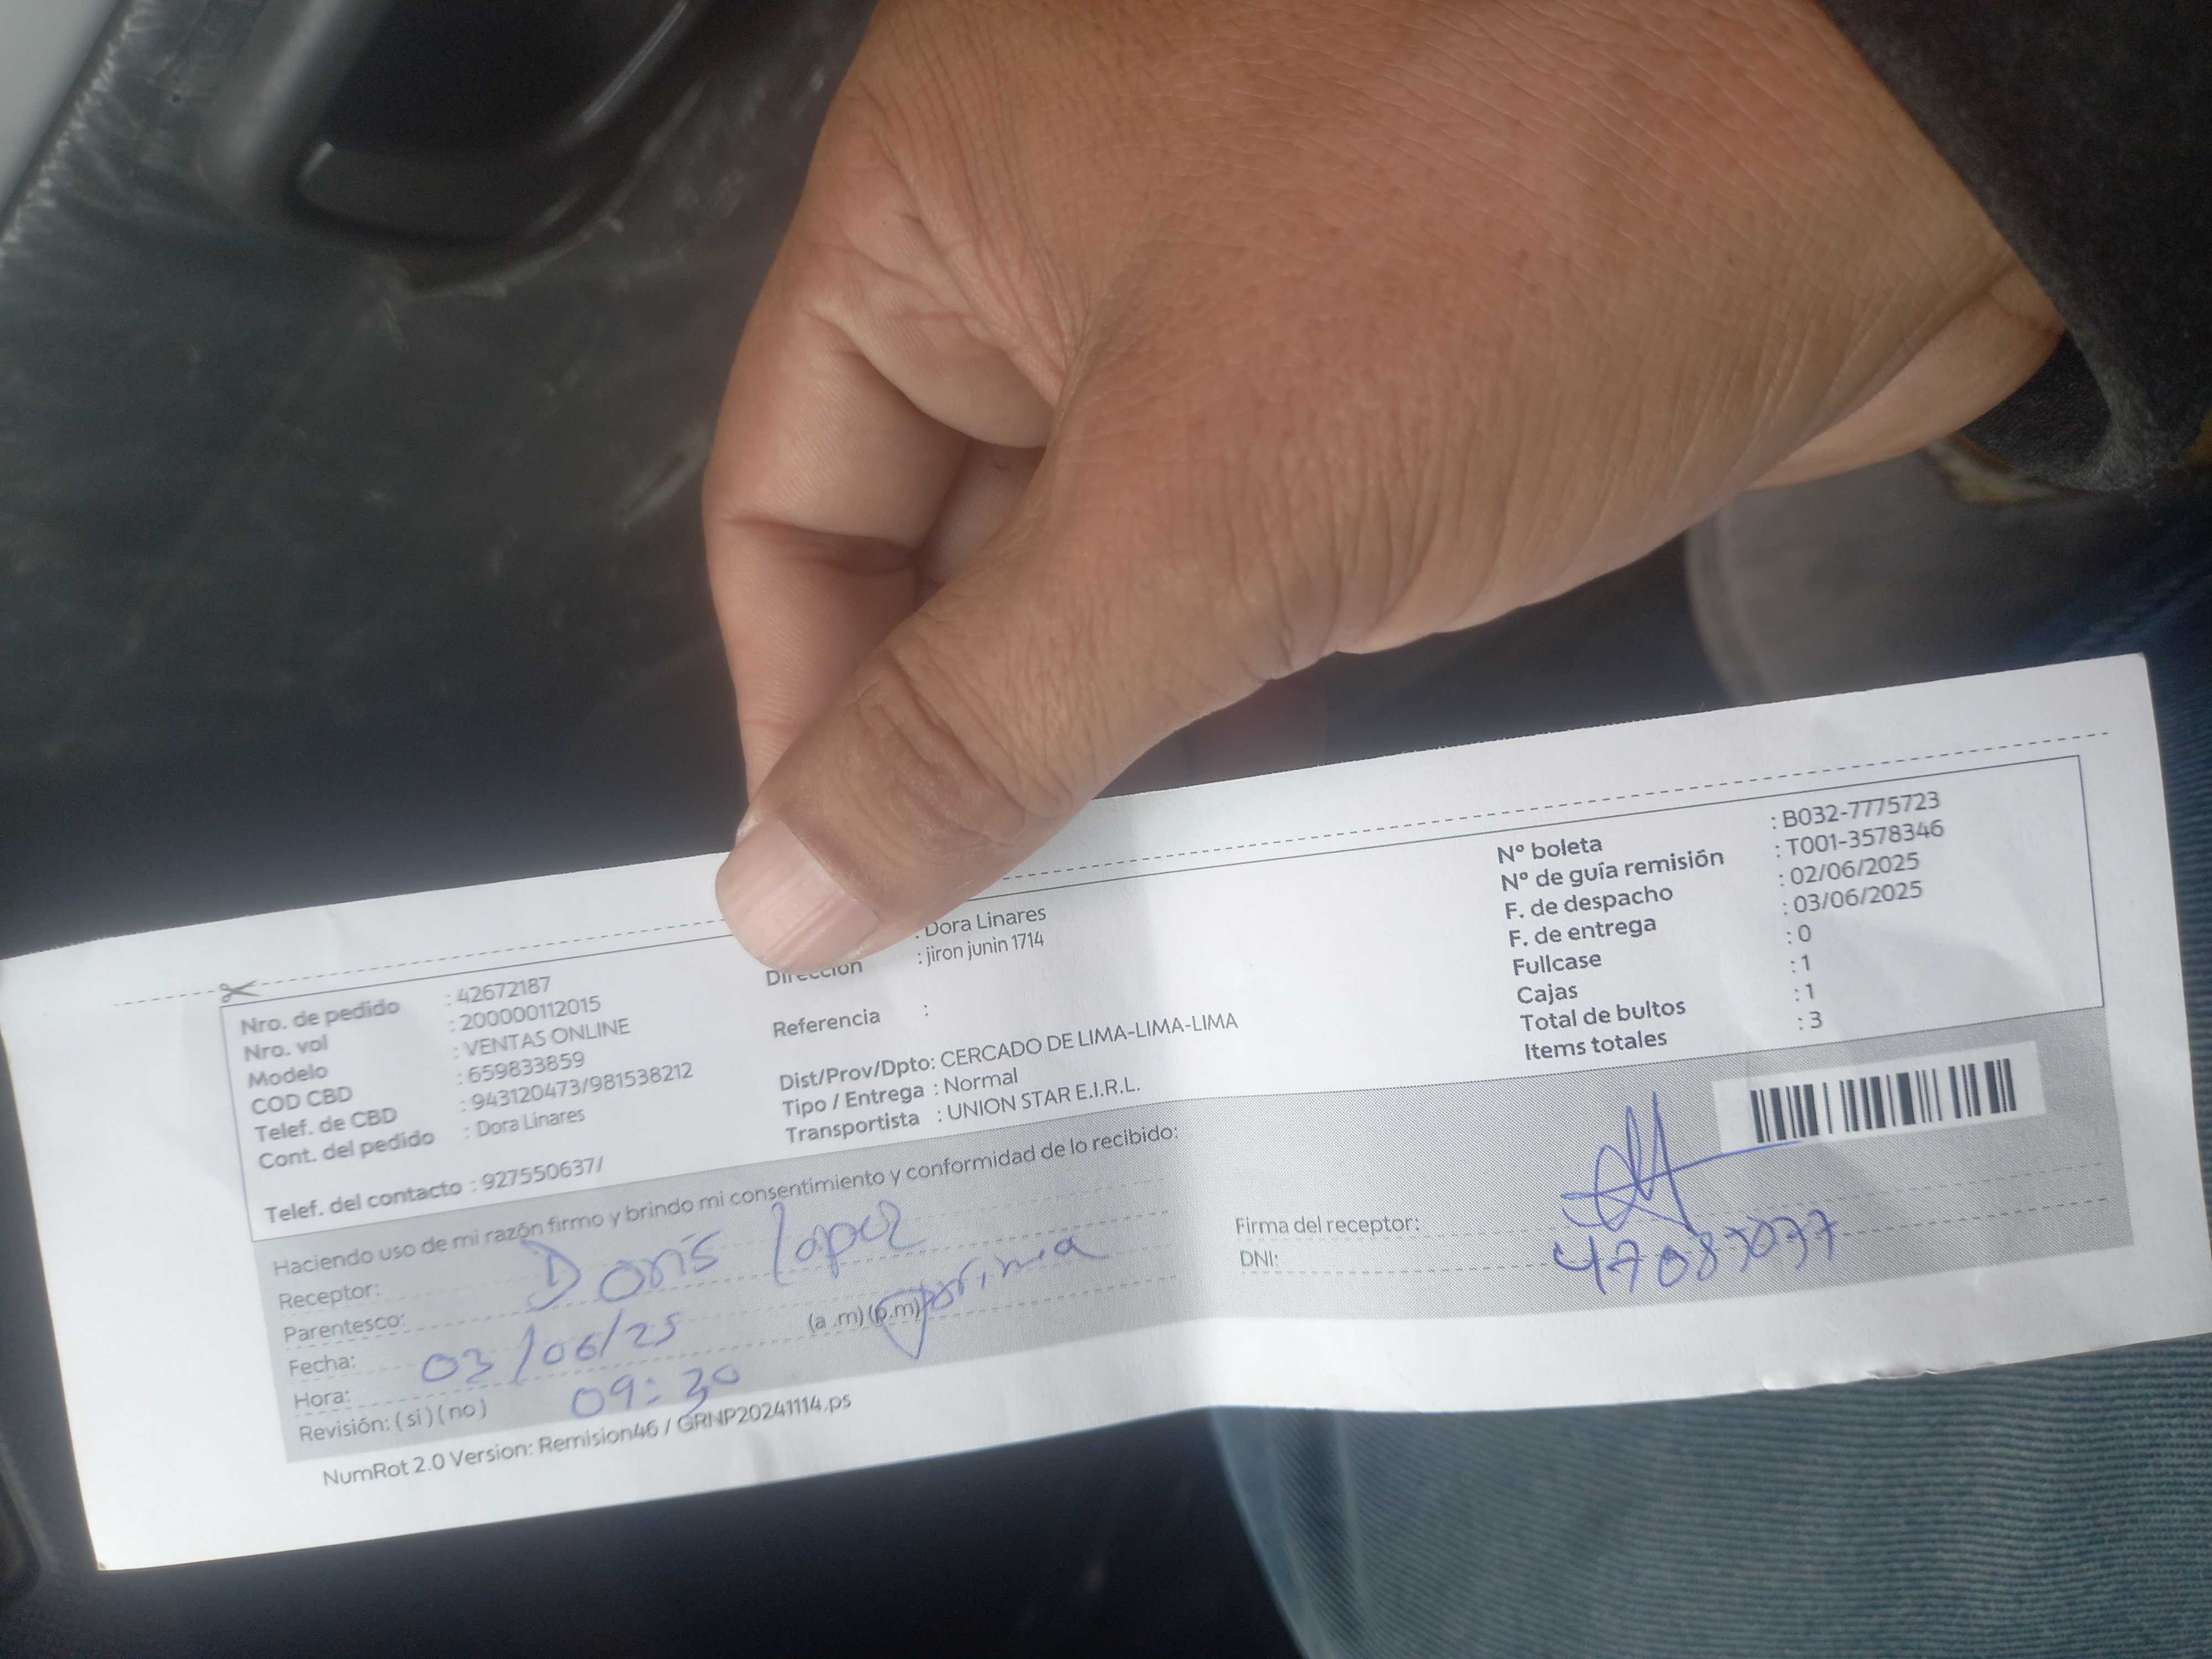 Nro. de pedido : 42672187
Nro. vol : 200000112015
Modelo : VENTAS ONLINE
COD CBD : 659833859
Telef. de CBD : 943120473/981538212
Cont. del pedido : Dora Linares
Telef. del contacto : 927550637/
: Dora Linares
Dirección : jiron junin 1714
Referencia :
Dist/Prov/Dpto: CERCADO DE LIMA-LIMA-LIMA
Tipo / Entrega : Normal
Transportista : UNION STAR E.I.R.L.
Nº boleta : B032-7775723
Nº de guía remisión : T001-3578346
F. de despacho : 02/06/2025
F. de entrega : 03/06/2025
Fullcase : 0
Cajas : 1
Total de bultos : 1
Items totales : 3
Haciendo uso de mi razón firmo y brindo mi consentimiento y conformidad de lo recibido:
Receptor: Doris Lopez
Parentesco:
Fecha: 03/06/25
Hora: 09:30 (a .m) (p.m)
Revisión: ( si ) ( no )
Firma del receptor:
DNI:
NumRot 2.0 Version: Remision46 / GRNP20241114.ps